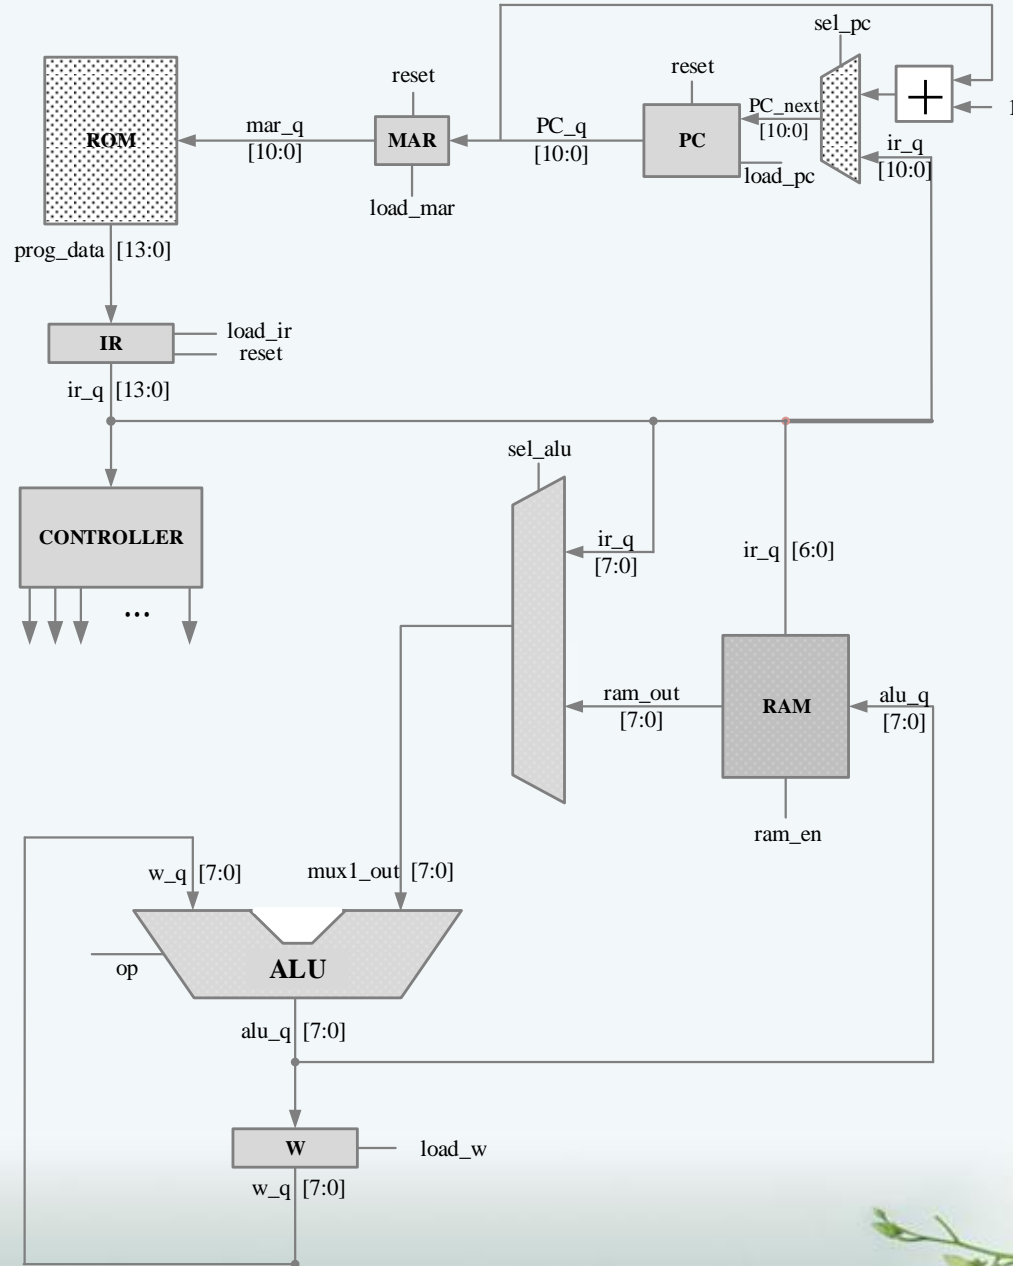 sel_pc
reset
reset
+
1
PC_next
[10:0]
ROM
mar_q
[10:0]
MAR
PC_q
[10:0]
PC
ir_q
[10:0]
load_pc
load_mar
prog_data [13:0]
IR
load_ir
reset
ir_q [13:0]
sel_alu
CONTROLLER
...
ir_q
[7:0]
ir_q [6:0]
ram_out
[7:0]
RAM
alu_q
[7:0]
ram_en
w_q [7:0]
mux1_out [7:0]
op
ALU
alu_q [7:0]
W
load_w
w_q [7:0]